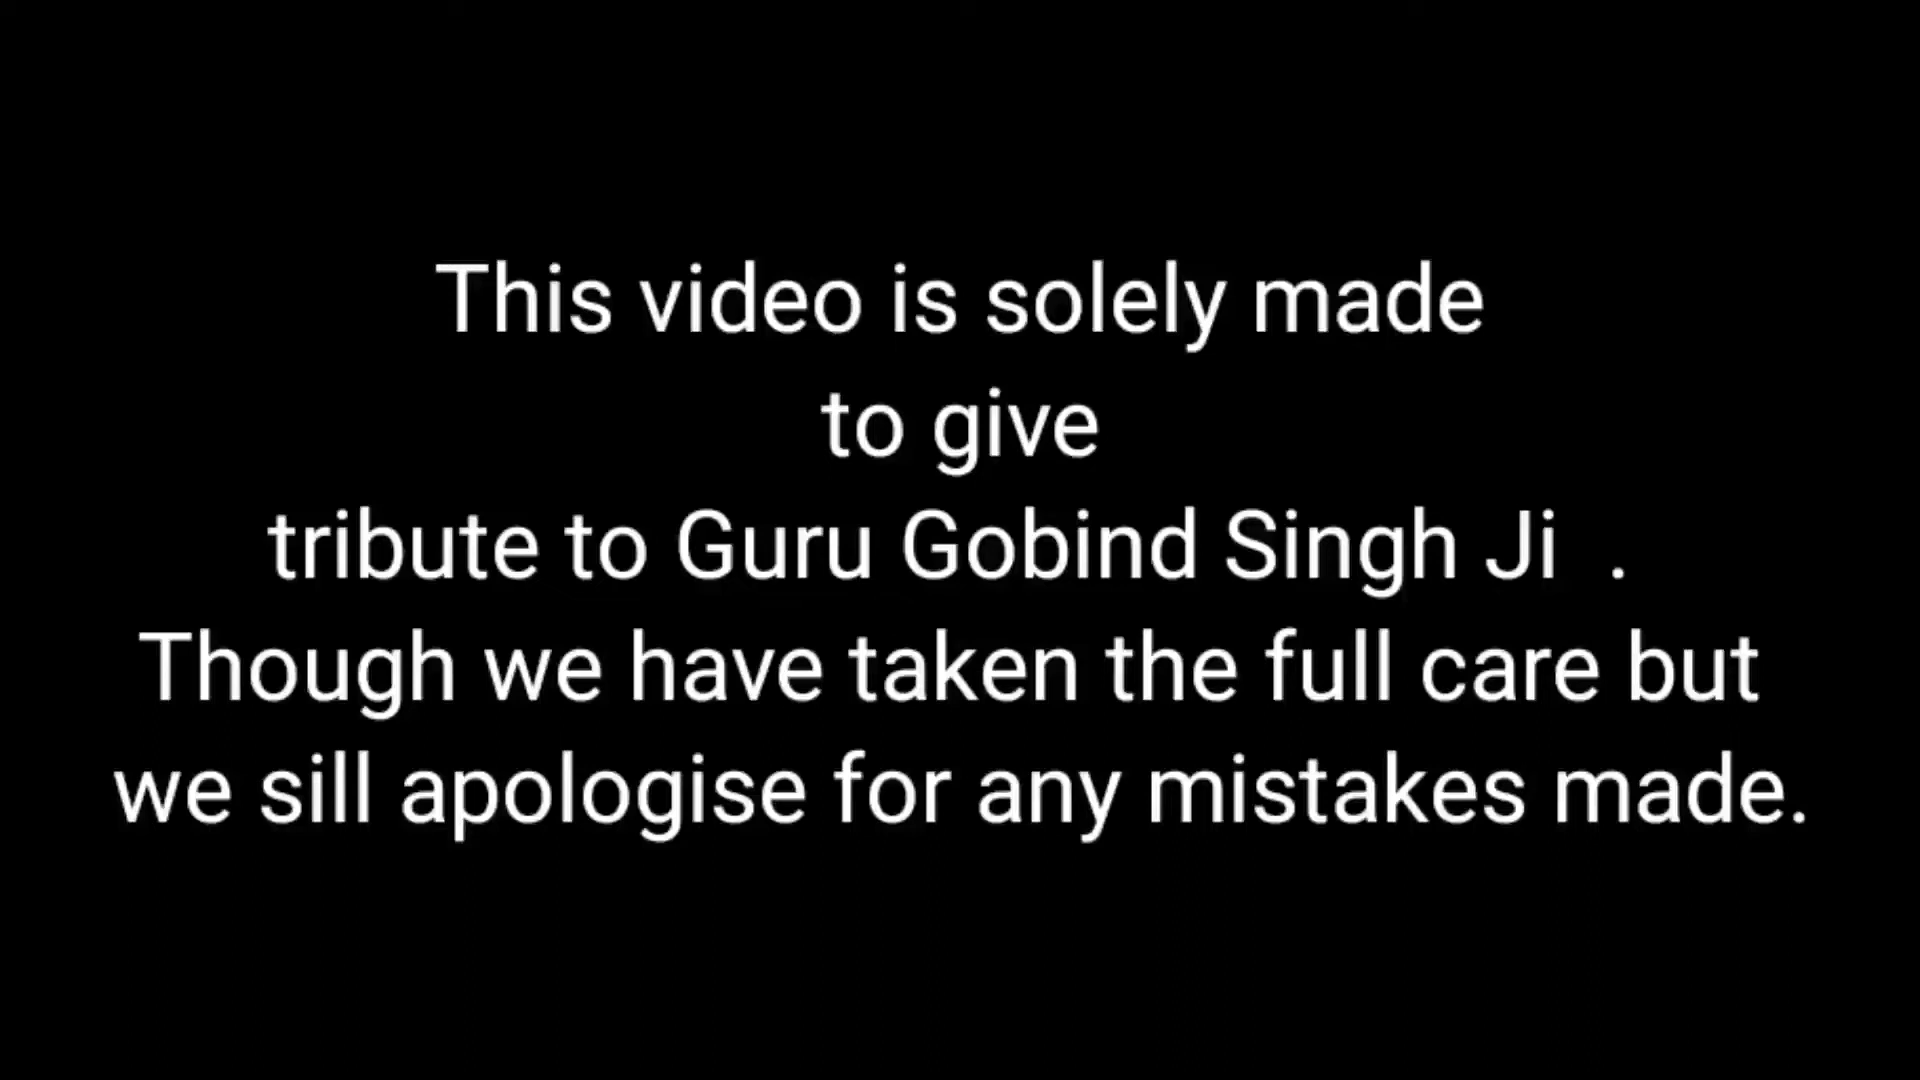 This video is solely made
to give
tribute to Guru Gobind Singh Ji  .
Though we have taken the full care but
we sill apologise for any mistakes made.